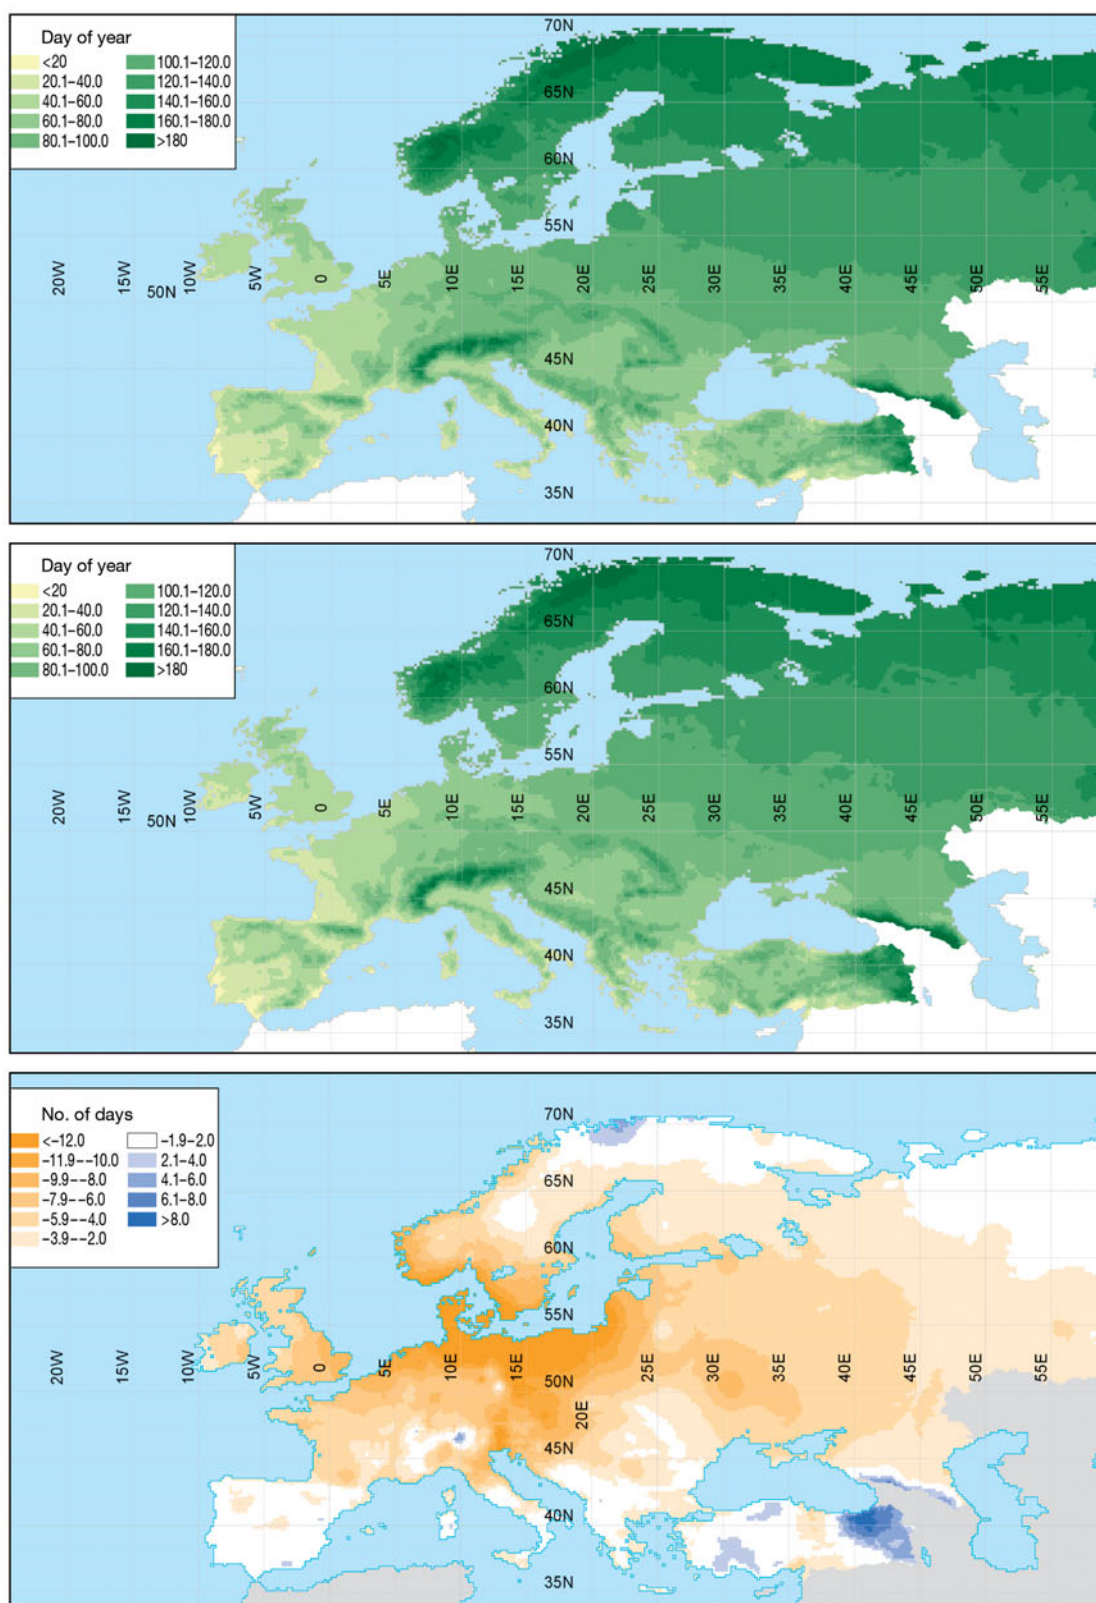 Day of year
<20
20.1–40.0
40.1–60.0
60.1–80.0
80.1–100.0
100.1–120.0
120.1–140.0
140.1–160.0
160.1–180.0
>180
70N
65N
60N
55N
20W
15W
10W
5W
0
5E
10E
15E
20E
25E
30E
35E
40E
45E
50E
55E
50N
45N
40N
35N
Day of year
<20
20.1–40.0
40.1–60.0
60.1–80.0
80.1–100.0
100.1–120.0
120.1–140.0
140.1–160.0
160.1–180.0
>180
70N
65N
60N
55N
20W
15W
10W
5W
0
5E
10E
15E
20E
25E
30E
35E
40E
45E
50E
55E
50N
45N
40N
35N
No. of days
<–12.0
–11.9––10.0
–9.9––8.0
–7.9––6.0
–5.9––4.0
–3.9––2.0
–1.9–2.0
2.1–4.0
4.1–6.0
6.1–8.0
>8.0
70N
65N
60N
55N
20W
15W
10W
5W
0
5E
10E
15E
25E
30E
35E
40E
45E
50E
55E
50N
20E
45N
40N
35N